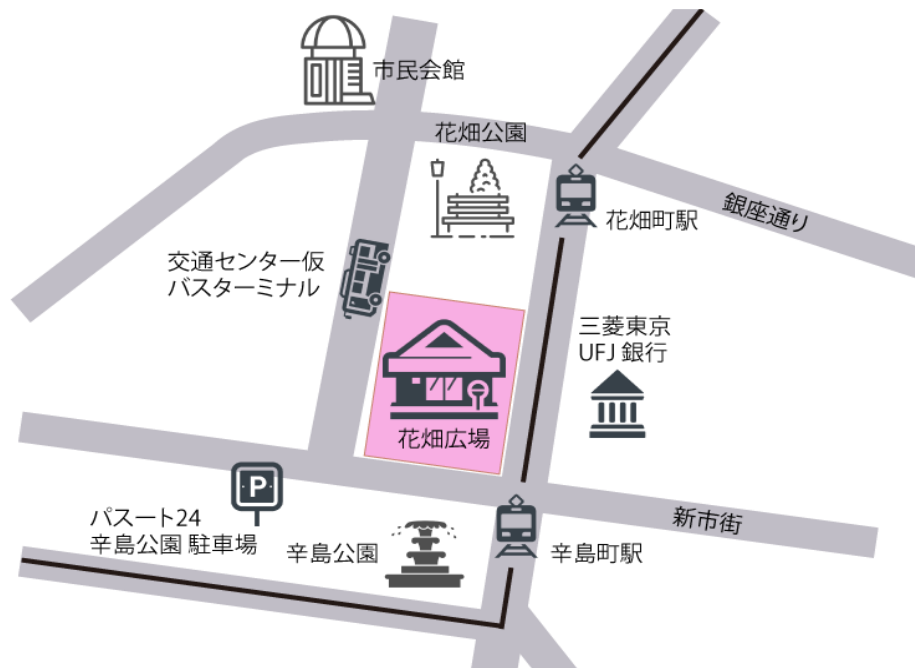 市民会館
花畑公園
銀座通り
花畑町駅
交通センター仮
バスターミナル
三菱東京
UFJ 銀行
花畑広場
P
パスート24
辛島公園 駐車場
辛島公園
辛島町駅
新市街